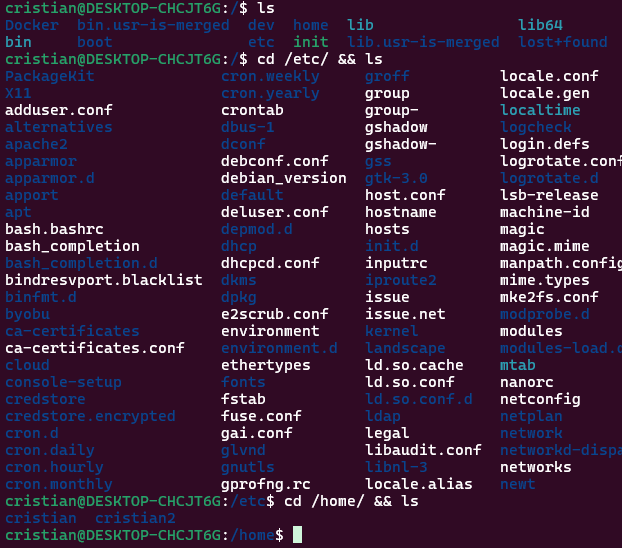 cristian@DESKTOP-CHCJT6G:/$ ls
Docker bin.usr-is-merged dev home lib lib64
bin boot etc init lib.usr-is-merged lost+found
cristian@DESKTOP-CHCJT6G:/$ cd /etc/ && ls
PackageKit cron.weekly groff locale.conf
X11 cron.yearly group locale.gen
adduser.conf crontab group- localtime
alternatives dbus-1 gshadow logcheck
apache2 dconf gshadow- login.defs
apparmor debconf.conf gss logrotate.conf
apparmor.d debian_version gtk-3.0 logrotate.d
apport default host.conf lsb-release
apt deluser.conf hostname machine-id
bash.bashrc depmod.d hosts magic
bash_completion dhcp init.d magic.mime
bash_completion.d dhcpcd.conf inputrc manpath.config
bindresvport.blacklist dkms iproute2 mime.types
binfmt.d dpkg issue mke2fs.conf
byobu e2scrub.conf issue.net modprobe.d
ca-certificates environment kernel modules
ca-certificates.conf environment.d landscape modules-load.d
cloud ethertypes ld.so.cache mtab
console-setup fonts ld.so.conf nanorc
credstore fstab ld.so.conf.d netconfig
credstore.encrypted fuse.conf ldap netplan
cron.d gai.conf legal network
cron.daily glvnd libaudit.conf networkd-dispa
cron.hourly gnutls libnl-3 networks
cron.monthly gprofng.rc locale.alias newt
cristian@DESKTOP-CHCJT6G:/etc$ cd /home/ && ls
cristian cristian2
cristian@DESKTOP-CHCJT6G:/home$